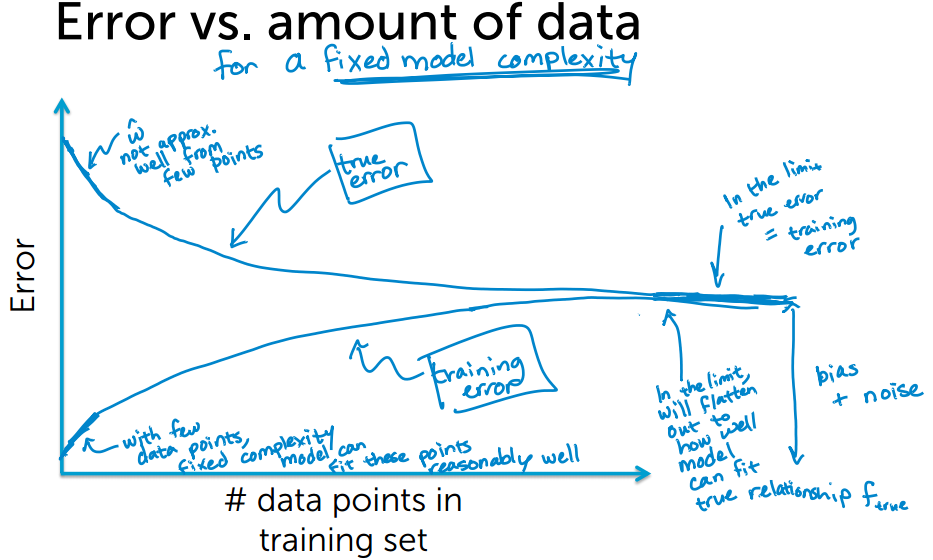 Error vs. amount of data
for a fixed model complexity
ŵ
not approx.
well from
few points
true
error
In the limit,
true error
= training
error
Error
training
error
bias
+ noise
In the limit,
will flatten
out to
how well
model
can fit
true relationship f_true
with few
data points,
fixed complexity
model can
fit these points
reasonably well
# data points in
training set